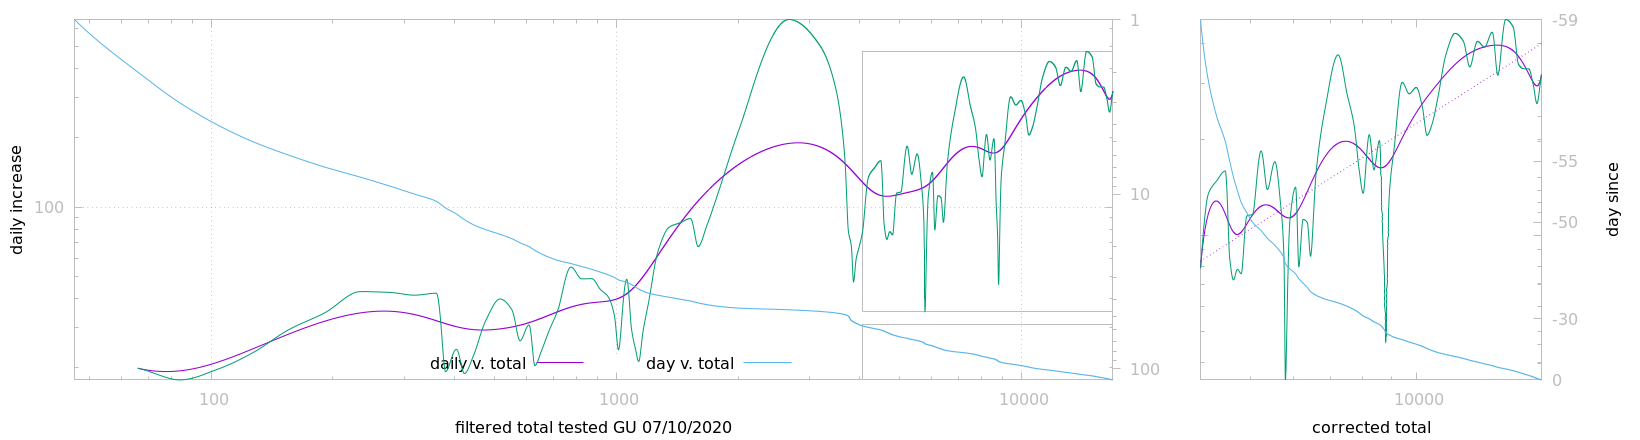 daily increase
100
daily v. total
day v. total
100
1000
10000
filtered total tested GU 07/10/2020
1
10
100
10000
corrected total
-59
-55
-50
-30
0
day since